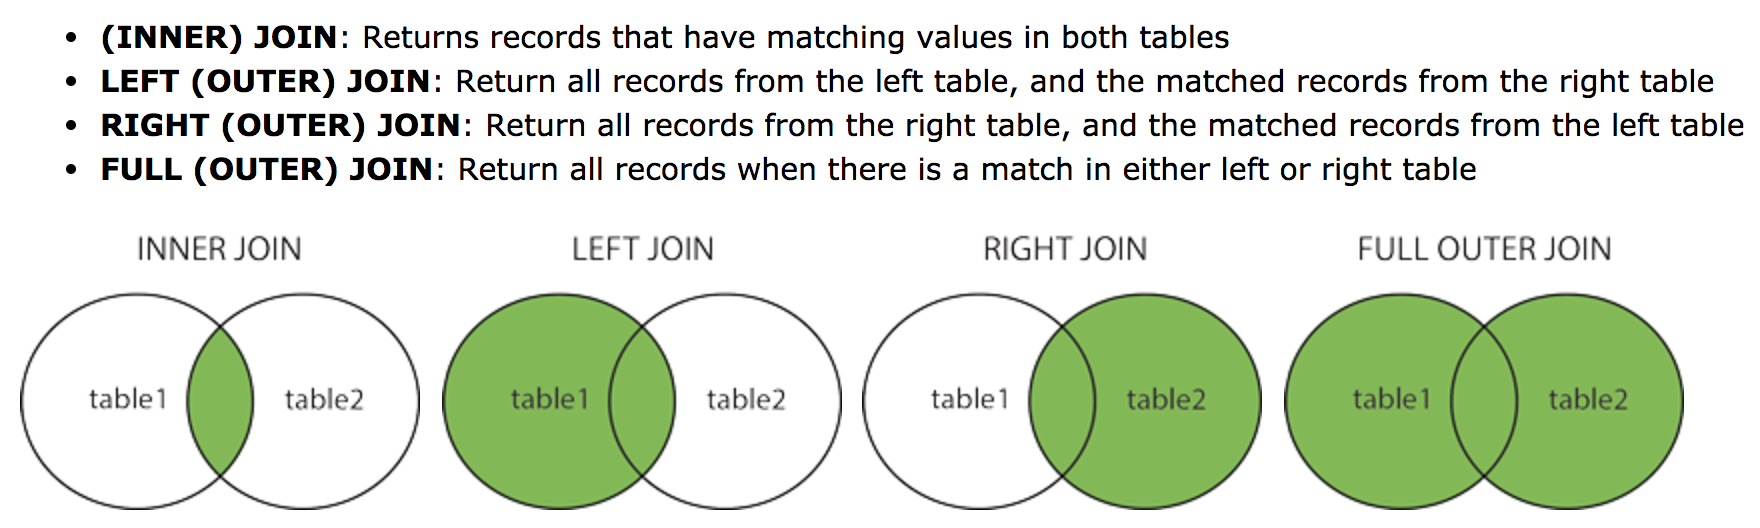 • (INNER) JOIN: Returns records that have matching values in both tables
• LEFT (OUTER) JOIN: Return all records from the left table, and the matched records from the right table
• RIGHT (OUTER) JOIN: Return all records from the right table, and the matched records from the left table
• FULL (OUTER) JOIN: Return all records when there is a match in either left or right table
INNER JOIN
table1
table2
LEFT JOIN
table1
table2
RIGHT JOIN
table1
table2
FULL OUTER JOIN
table1
table2